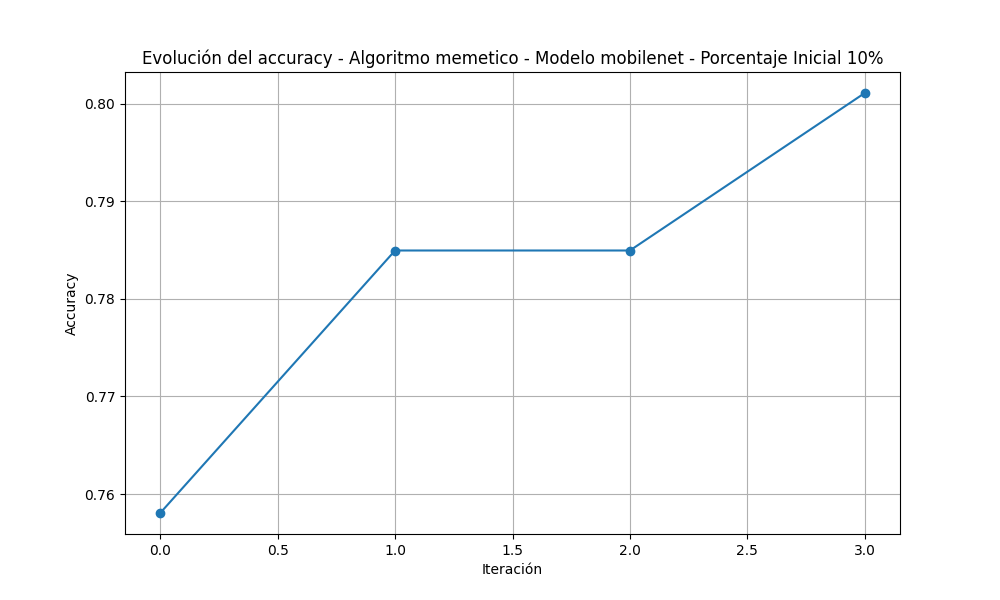 Evolución del accuracy - Algoritmo memetico - Modelo mobilenet - Porcentaje Inicial 10%
0.80
0.79
0.78
0.77
0.76
Accuracy
0.0 0.5 1.0 1.5 2.0 2.5 3.0
Iteración